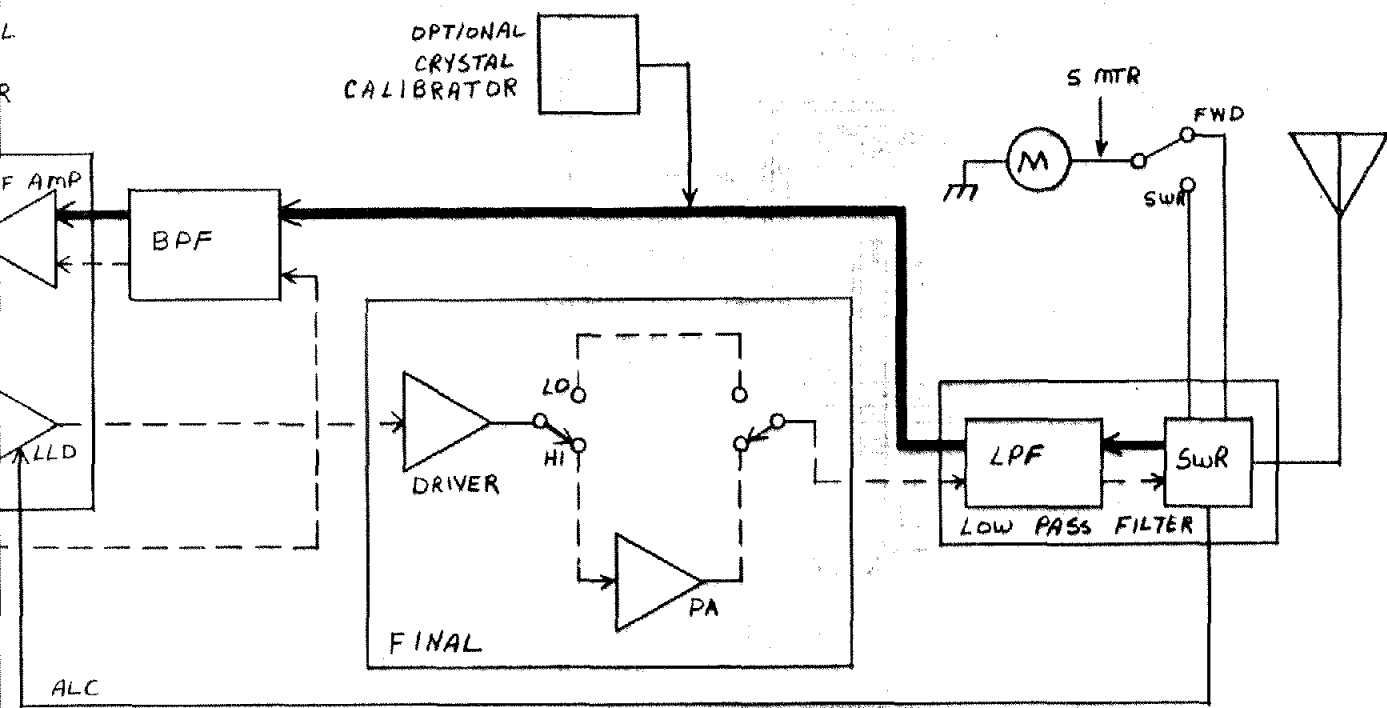 L
R
OPTIONAL
CRYSTAL
CALIBRATOR
S MTR
FWD
M
SWR
F AMP
BPF
LO
HI
LLD
DRIVER
LPF
SWR
LOW PASS FILTER
PA
FINAL
ALC